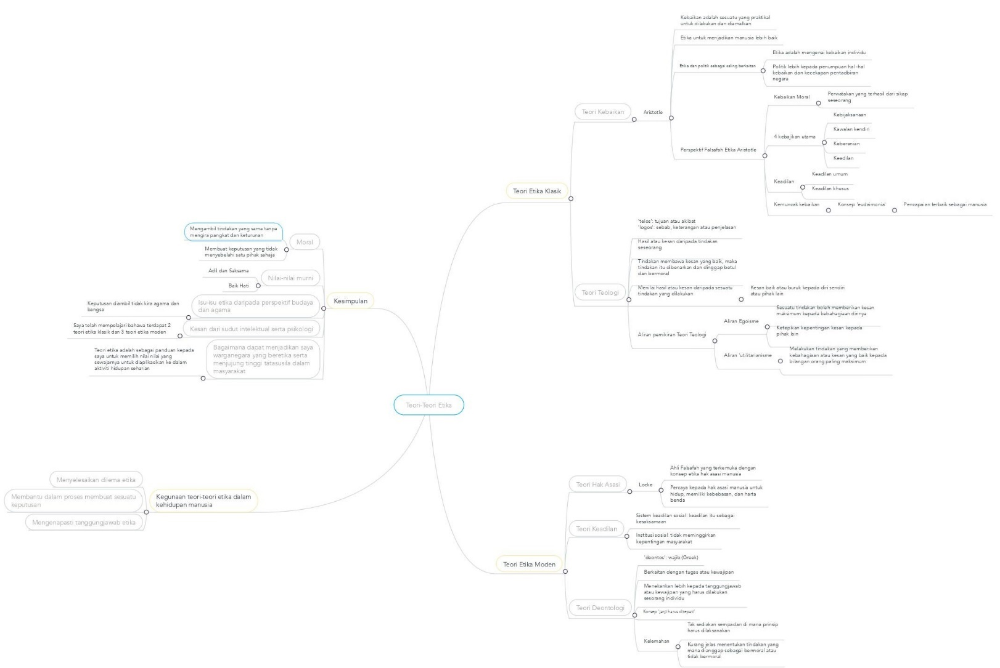 Teori-Teori Etika
Teori Etika Klasik
Teori Kebaikan
Aristotle
Kebaikan adalah sesuatu yang praktikal
untuk dilakukan dan diamalkan
Etika untuk menjadikan manusia lebih baik
Etika dan politik sebagai saling berkaitan
Etika adalah mengenai kebaikan individu
Politik lebih kepada penumpuan hal -hal
kebaikan dan kecekapan pentadbiran
negara
Perspektif Falsafah Etika Aristotle
Kebaikan Moral
Perwatakan yang terhasil dari sikap
seseorang
4 kebajikan utama
Kebijaksanaan
Kawalan kendiri
Keberanian
Keadilan
Keadilan
Keadilan umum
Keadilan khusus
Kemuncak kebaikan
Konsep 'eudaimonia'
Pencapaian terbaik sebagai manusia
Teori Teologi
'telos': tujuan atau akibat
'logos': sebab, keterangan atau penjelasan
Hasil atau kesan daripada tindakan
seseorang
Tindakan membawa kesan yang baik, maka
tindakan itu dibenarkan dan dinggap betul
dan bermoral
Menilai hasil atau kesan daripada sesuatu
tindakan yang dilakukan
Kesan baik atau buruk kepada diri sendiri
atau pihak lain
Aliran pemikiran Teori Teologi
Aliran Egoisme
Sesuatu tindakan boleh memberikan kesan
maksimum kepada kebahagiaan dirinya
Ketepikan kepentingan kesan kepada
pihak lain
Aliran 'utilitarianisme
Melakukan tindakan yang memberikan
kebahagiaan atau kesan yang baik kepada
bilangan orang paling maksimum
Teori Etika Moden
Teori Hak Asasi
Locke
Ahli Falsafah yang terkemuka dengan
konsep etika hak asasi manusia
Percaya kepada hak asasi manusia untuk
hidup, memiliki kebebasan, dan harta
benda
Teori Keadilan
Sistem keadilan sosial: keadilan itu sebagai
kesaksamaan
Institusi sosial: tidak meminggirkan
kepentingan masyarakat
Teori Deontologi
'deontos': wajib (Greek)
Berkaitan dengan tugas atau kewajipan
Menekankan lebih kepada tanggungjawab
atau kewajipan yang harus dilakukan
sesorang individu
Konsep 'janji harus ditepati'
Kelemahan
Tak sediakan sempadan di mana prinsip
harus dilaksanakan
Kurang jelas menentukan tindakan yang
mana dianggap sebagai bermoral atau
tidak bermoral
Kesimpulan
Moral
Mengambil tindakan yang sama tanpa
mengira pangkat dan keturunan
Membuat keputusan yang tidak
menyebelahi satu pihak sahaja
Nilai-nilai murni
Adil dan Saksama
Baik Hati
Isu-isu etika daripada perspektif budaya
dan agama
Keputusan diambil tidak kira agama dan
bangsa
Kesan dari sudut intelektual serta psikologi
Saya telah mempelajari bahawa terdapat 2
teori etika klasik dan 3 teori etika moden
Bagaimana dapat menjadikan saya
warganegara yang beretika serta
menjujung tinggi tatasusila dalam
masyarakat
Teori etika adalah sebagai panduan kepada
saya untuk memilih nilai nilai yang
sewajarnya untuk diaplikasikan ke dalam
aktiviti hidupan seharian
Kegunaan teori-teori etika dalam
kehidupan manusia
Menyelesaikan dilema etika
Membantu dalam proses membuat sesuatu
keputusan
Mengenapasti tanggungjawab etika